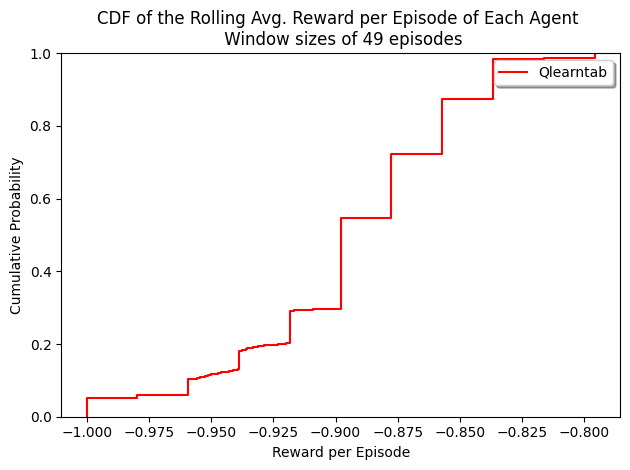 CDF of the Rolling Avg. Reward per Episode of Each Agent
Window sizes of 49 episodes
Qlearntab
1.0
0.8
0.6
0.4
0.2
0.0
Cumulative Probability
−1.000 −0.975 −0.950 −0.925 −0.900 −0.875 −0.850 −0.825 −0.800
Reward per Episode